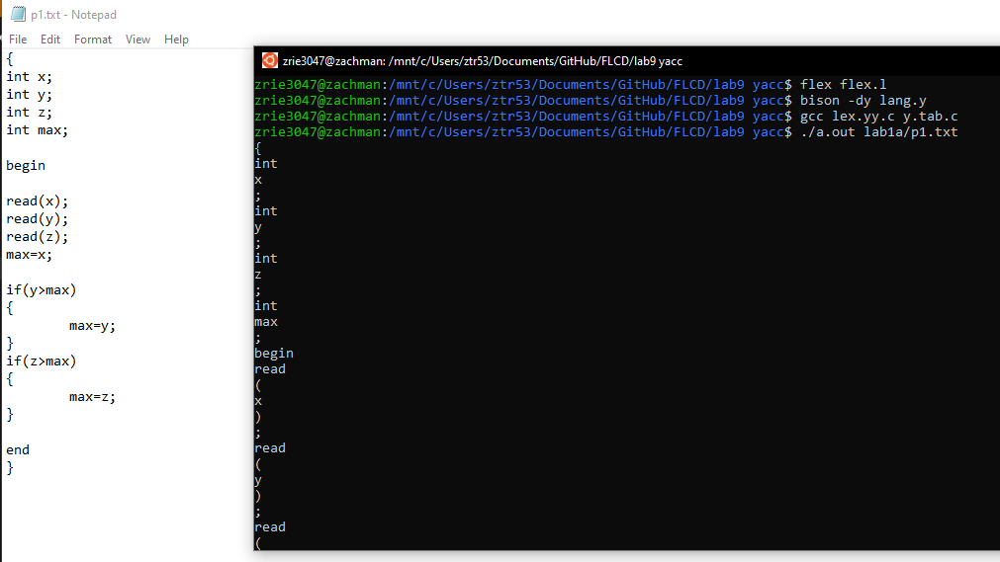 p1.txt - Notepad
File Edit Format View Help
{
int x;
int y;
int z;
int max;
begin
read(x);
read(y);
read(z);
max=x;
if(y>max)
{
max=y;
}
if(z>max)
{
max=z;
}
end
}
zrie3047@zachman: /mnt/c/Users/ztr53/Documents/GitHub/FLCD/lab9 yacc
zrie3047@zachman:/mnt/c/Users/ztr53/Documents/GitHub/FLCD/lab9 yacc$ flex flex.l
zrie3047@zachman:/mnt/c/Users/ztr53/Documents/GitHub/FLCD/lab9 yacc$ bison -dy lang.y
zrie3047@zachman:/mnt/c/Users/ztr53/Documents/GitHub/FLCD/lab9 yacc$ gcc lex.yy.c y.tab.c
zrie3047@zachman:/mnt/c/Users/ztr53/Documents/GitHub/FLCD/lab9 yacc$ ./a.out lab1a/p1.txt
{
int
x
;
int
y
;
int
z
;
int
max
;
begin
read
(
x
)
;
read
(
y
)
;
read
(